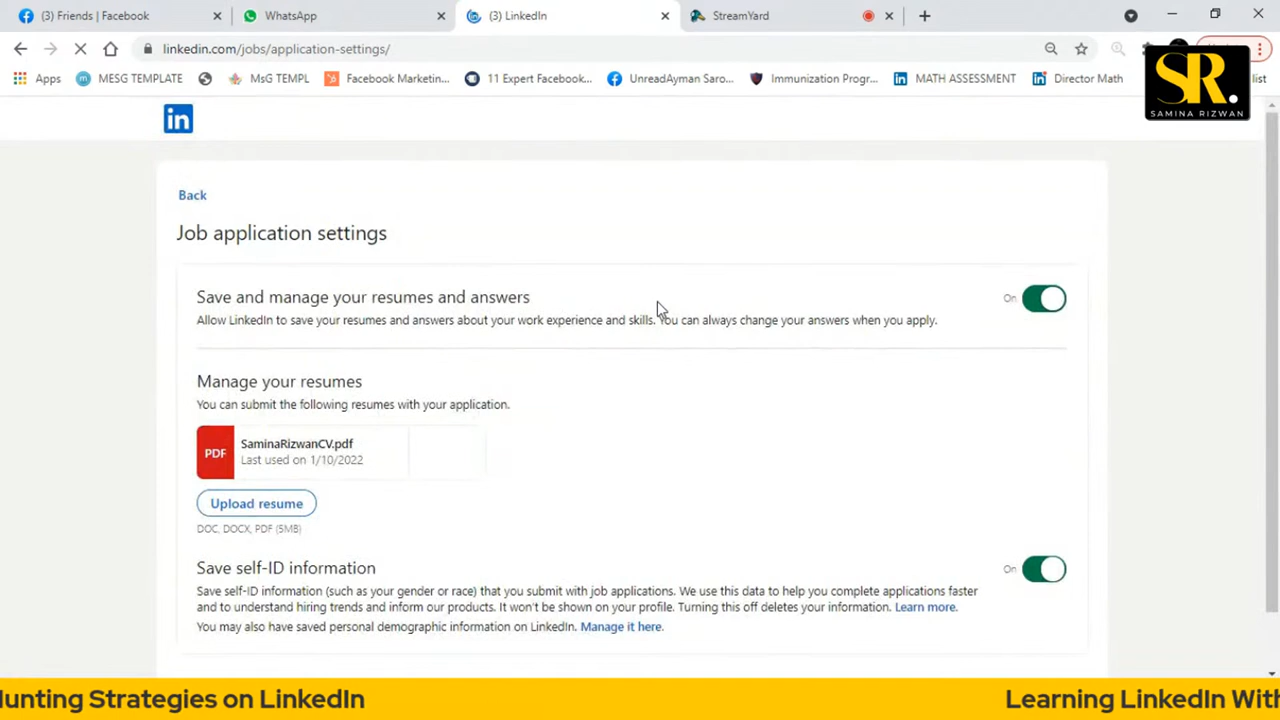 (3) Friends | Facebook
WhatsApp
(3) LinkedIn
StreamYard
linkedin.com/jobs/application-settings/
Apps
MESG TEMPLATE
MsG TEMPL
Facebook Marketin...
11 Expert Facebook...
UnreadAyman Saro...
Immunization Progr...
MATH ASSESSMENT
Director Math
list
SR.
SAMINA RIZWAN
in
Back
Job application settings
Save and manage your resumes and answers
On
Allow LinkedIn to save your resumes and answers about your work experience and skills. You can always change your answers when you apply.
Manage your resumes
You can submit the following resumes with your application.
PDF
SaminaRizwanCV.pdf
Last used on 1/10/2022
Upload resume
DOC, DOCX, PDF (5MB)
Save self-ID information
On
Save self-ID information (such as your gender or race) that you submit with job applications. We use this data to help you complete applications faster
and to understand hiring trends and inform our products. It won't be shown on your profile. Turning this off deletes your information. Learn more.
You may also have saved personal demographic information on LinkedIn. Manage it here.
unting Strategies on LinkedIn
Learning LinkedIn With